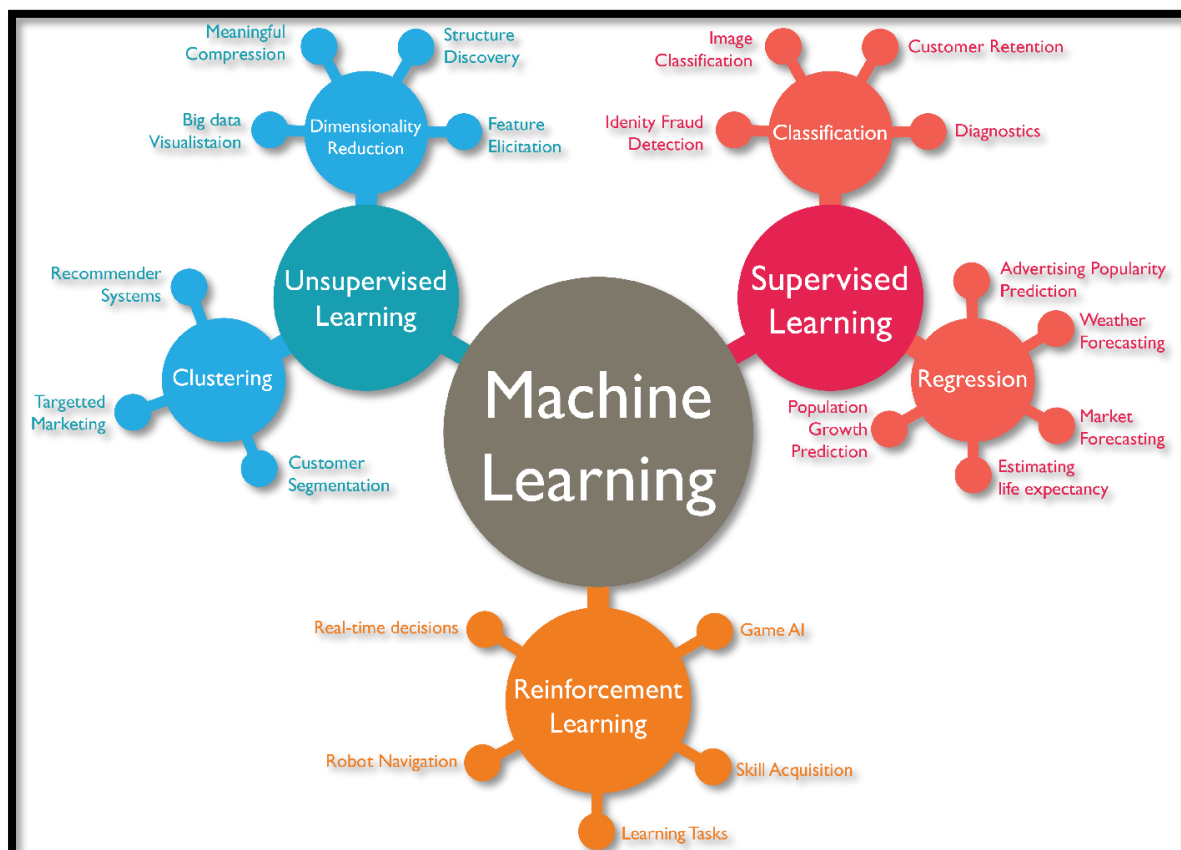 Meaningful
Compression
Structure
Discovery
Big data
Visualistaion
Dimensionality
Reduction
Feature
Elicitation
Unsupervised
Learning
Recommender
Systems
Clustering
Targetted
Marketing
Customer
Segmentation
Machine
Learning
Image
Classification
Customer Retention
Idenity Fraud
Detection
Classification
Diagnostics
Supervised
Learning
Advertising Popularity
Prediction
Weather
Forecasting
Regression
Population
Growth
Prediction
Market
Forecasting
Estimating
life expectancy
Real-time decisions
Game AI
Reinforcement
Learning
Robot Navigation
Skill Acquisition
Learning Tasks